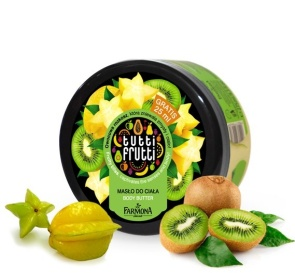 GRATIS
25 ml
tutti
frutti
MASŁO DO CIAŁA
BODY BUTTER
FARMONA